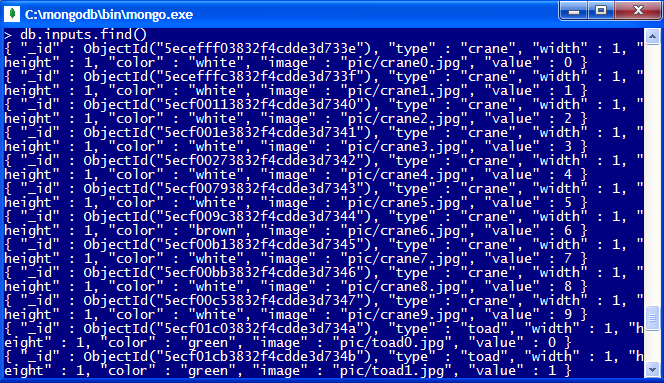 C:\mongodb\bin\mongo.exe
> db.inputs.find()
{ "_id" : ObjectId("5ecefff03832f4cdde3d733e"), "type" : "crane", "width" : 1, "
height" : 1, "color" : "white", "image" : "pic/crane0.jpg", "value" : 0 }
{ "_id" : ObjectId("5ecefffc3832f4cdde3d733f"), "type" : "crane", "width" : 1, "
height" : 1, "color" : "white", "image" : "pic/crane1.jpg", "value" : 1 }
{ "_id" : ObjectId("5ecf00113832f4cdde3d7340"), "type" : "crane", "width" : 1, "
height" : 1, "color" : "white", "image" : "pic/crane2.jpg", "value" : 2 }
{ "_id" : ObjectId("5ecf001e3832f4cdde3d7341"), "type" : "crane", "width" : 1, "
height" : 1, "color" : "white", "image" : "pic/crane3.jpg", "value" : 3 }
{ "_id" : ObjectId("5ecf00273832f4cdde3d7342"), "type" : "crane", "width" : 1, "
height" : 1, "color" : "white", "image" : "pic/crane4.jpg", "value" : 4 }
{ "_id" : ObjectId("5ecf00793832f4cdde3d7343"), "type" : "crane", "width" : 1, "
height" : 1, "color" : "white", "image" : "pic/crane5.jpg", "value" : 5 }
{ "_id" : ObjectId("5ecf009c3832f4cdde3d7344"), "type" : "crane", "width" : 1, "
height" : 1, "color" : "brown", "image" : "pic/crane6.jpg", "value" : 6 }
{ "_id" : ObjectId("5ecf00b13832f4cdde3d7345"), "type" : "crane", "width" : 1, "
height" : 1, "color" : "white", "image" : "pic/crane7.jpg", "value" : 7 }
{ "_id" : ObjectId("5ecf00bb3832f4cdde3d7346"), "type" : "crane", "width" : 1, "
height" : 1, "color" : "white", "image" : "pic/crane8.jpg", "value" : 8 }
{ "_id" : ObjectId("5ecf00c53832f4cdde3d7347"), "type" : "crane", "width" : 1, "
height" : 1, "color" : "white", "image" : "pic/crane9.jpg", "value" : 9 }
{ "_id" : ObjectId("5ecf01c03832f4cdde3d734a"), "type" : "toad", "width" : 1, "h
eight" : 1, "color" : "green", "image" : "pic/toad0.jpg", "value" : 0 }
{ "_id" : ObjectId("5ecf01cb3832f4cdde3d734b"), "type" : "toad", "width" : 1, "h
eight" : 1, "color" : "green", "image" : "pic/toad1.jpg", "value" : 1 }